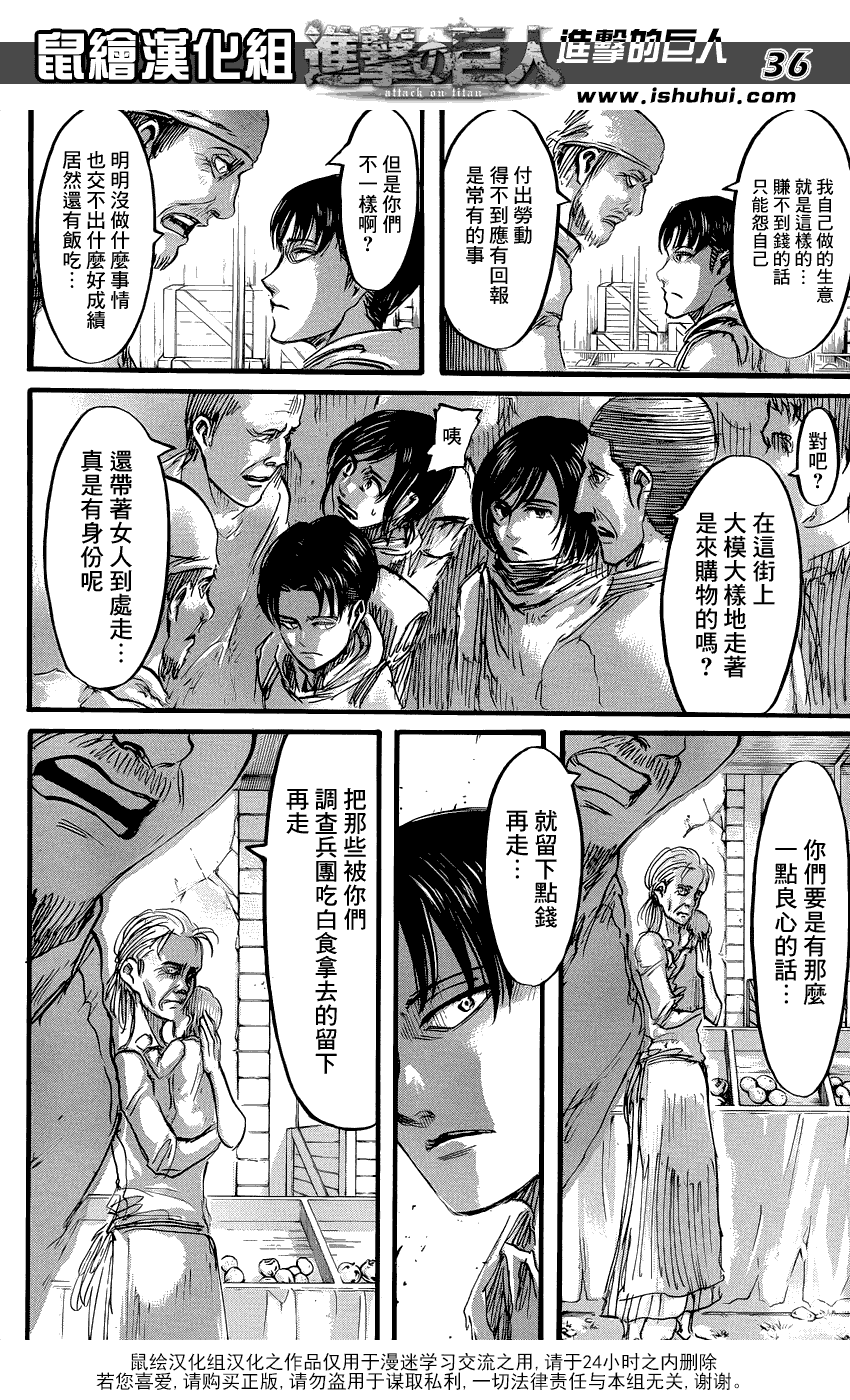 鼠繪漢化組
進撃の巨人
attack on titan
進擊的巨人
www.ishuhui.com
36
我自己做的生意
就是這樣的…
賺不到錢的話
只能怨自己
付出勞動
得不到應有回報
是常有的事
但是你們
不一樣啊?
明明沒做什麼事情
也交不出什麼好成績
居然還有飯吃…
對吧?
在這街上
大模大樣地走著
是來購物的嗎?
咦
還帶著女人到處走…
真是有身份呢
你們要是有那麼
一點良心的話…
就留下點錢
再走…
把那些被你們
調查兵團吃白食拿去的留下
再走
鼠绘汉化组汉化之作品仅用于漫迷学习交流之用, 请于24小时之内删除
若您喜爱, 请购买正版, 请勿盗用于谋取私利, 一切法律责任与本组无关, 谢谢.